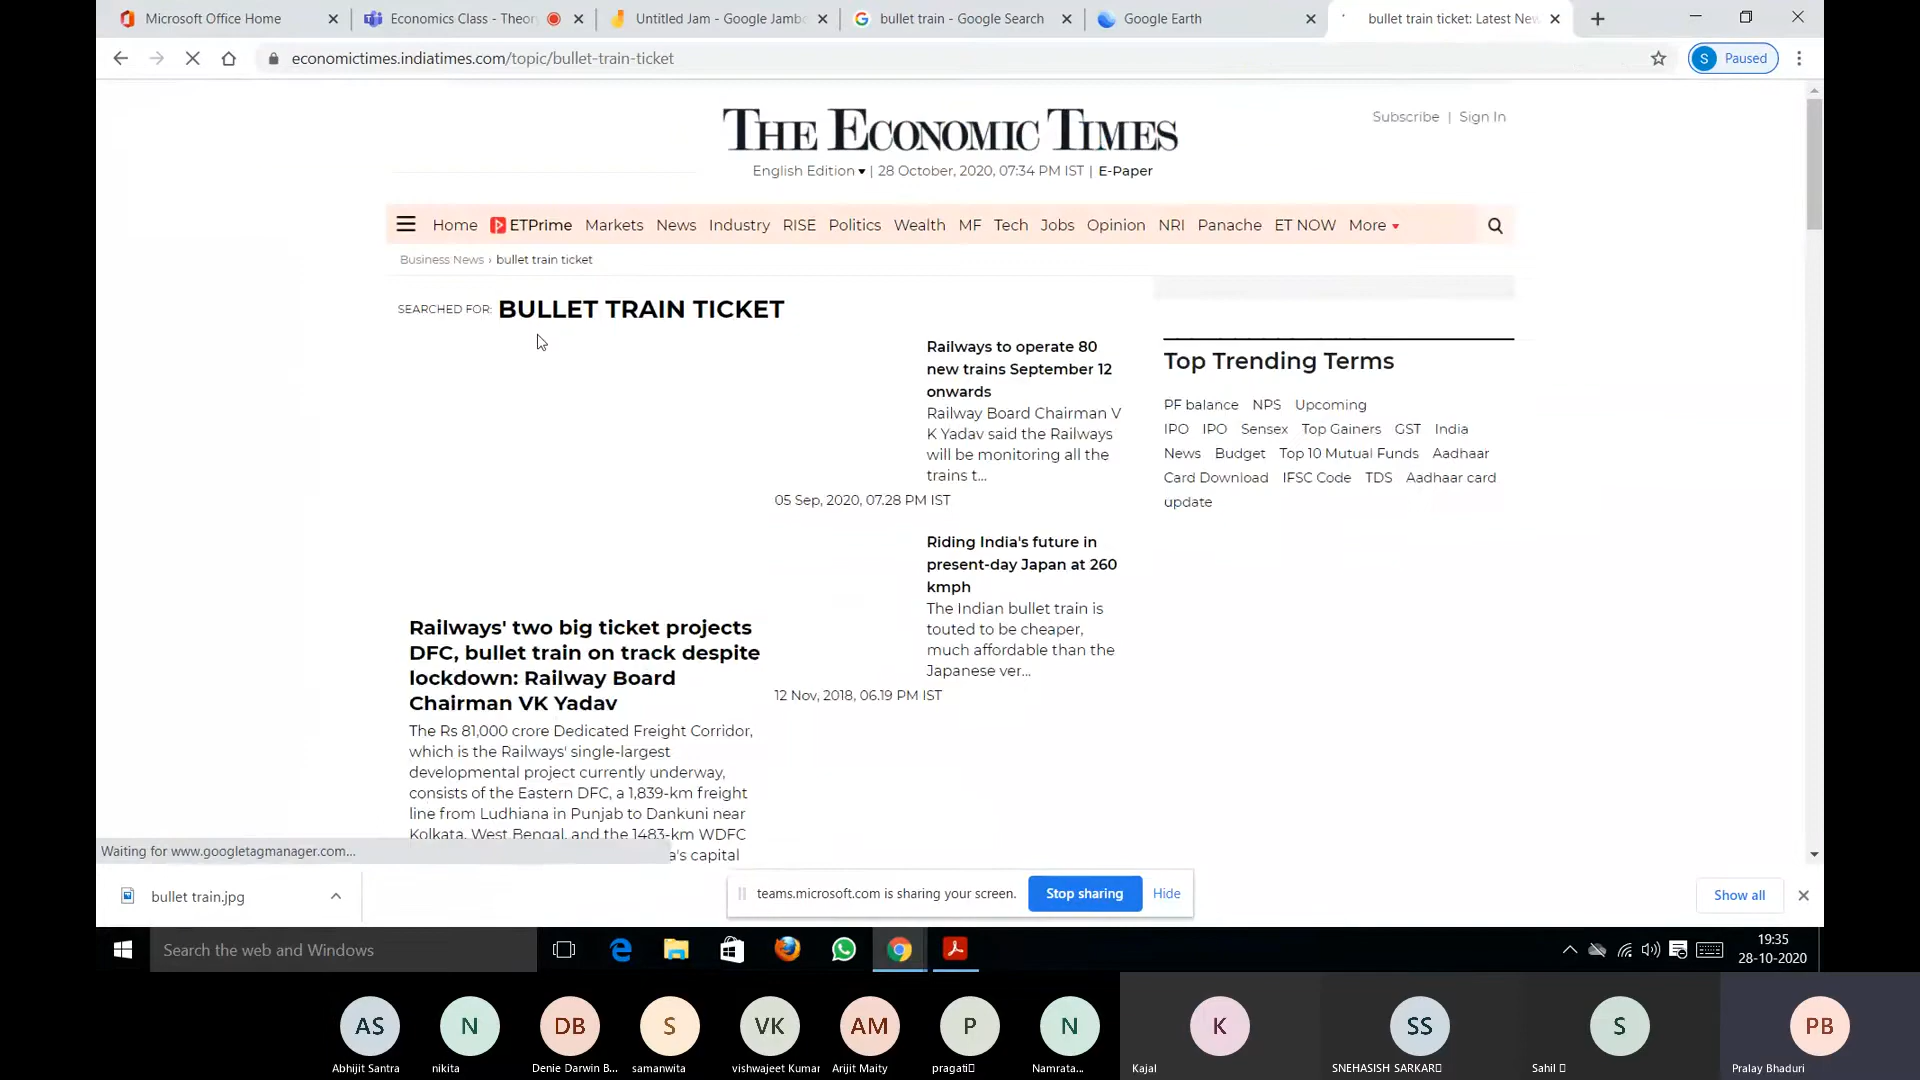 Microsoft Office Home
Economics Class - Theor
Untitled Jam - Google Jambo
bullet train - Google Search
Google Earth
bullet train ticket: Latest New
economictimes.indiatimes.com/topic/bullet-train-ticket
S Paused
THE ECONOMIC TIMES
Subscribe | Sign In
English Edition | 28 October, 2020, 07:34 PM IST | E-Paper
Home ETPrime Markets News Industry RISE Politics Wealth MF Tech Jobs Opinion NRI Panache ET NOW More
Business News › bullet train ticket
SEARCHED FOR: BULLET TRAIN TICKET
Railways' two big ticket projects
DFC, bullet train on track despite
lockdown: Railway Board
Chairman VK Yadav
The Rs 81,000 crore Dedicated Freight Corridor,
which is the Railways' single-largest
developmental project currently underway,
consists of the Eastern DFC, a 1,839-km freight
line from Ludhiana in Punjab to Dankuni near
Kolkata, West Bengal, and the 1483-km WDFC
a's capital
Railways to operate 80
new trains September 12
onwards
Railway Board Chairman V
K Yadav said the Railways
will be monitoring all the
trains t...
05 Sep, 2020, 07.28 PM IST
Riding India's future in
present-day Japan at 260
kmph
The Indian bullet train is
touted to be cheaper,
much affordable than the
Japanese ver...
12 Nov, 2018, 06.19 PM IST
Top Trending Terms
PF balance NPS Upcoming
IPO IPO Sensex Top Gainers GST India
News Budget Top 10 Mutual Funds Aadhaar
Card Download IFSC Code TDS Aadhaar card
update
Waiting for www.googletagmanager.com...
bullet train.jpg
teams.microsoft.com is sharing your screen. Stop sharing Hide
Show all
Search the web and Windows
19:35
28-10-2020
AS N DB S VK AM P N K SS S PB
Abhijit Santra nikita Denie Darwin B... samanwita vishwajeet Kumar Arijit Maity pragati Namrata... Kajal SNEHASISH SARKAR Sahil Pralay Bhaduri